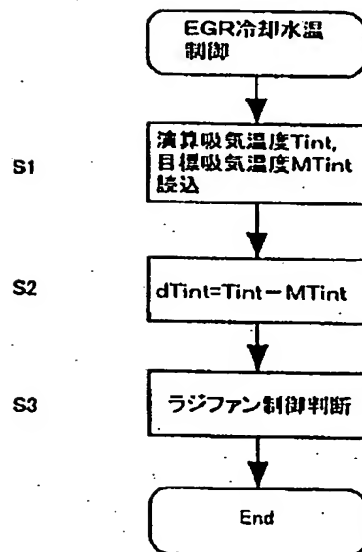 EGR冷却水温
制御
S1
演算吸気温度Tint,
目標吸気温度MTint
読込
S2
dTint=Tint－MTint
S3
ラジファン制御判断
End